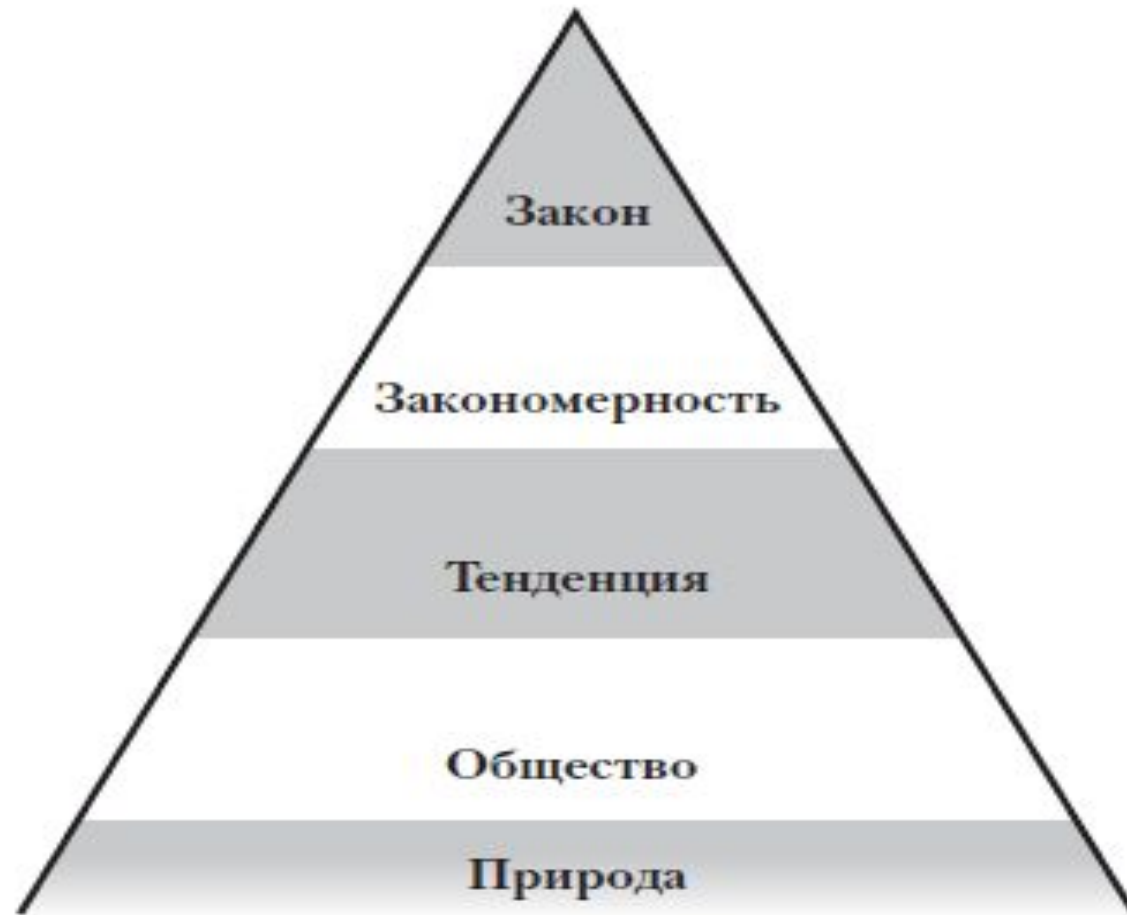 Закон
Закономерность
Тенденция
Общество
Природа